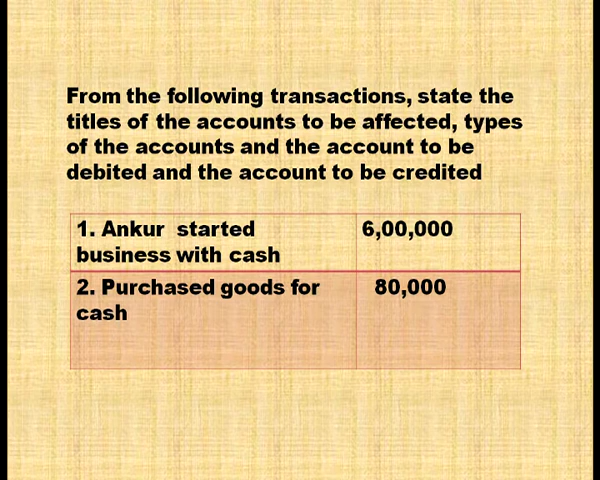 From the following transactions, state the
titles of the accounts to be affected, types
of the accounts and the account to be
debited and the account to be credited
1. Ankur started
business with cash
6,00,000
2. Purchased goods for
cash
80,000